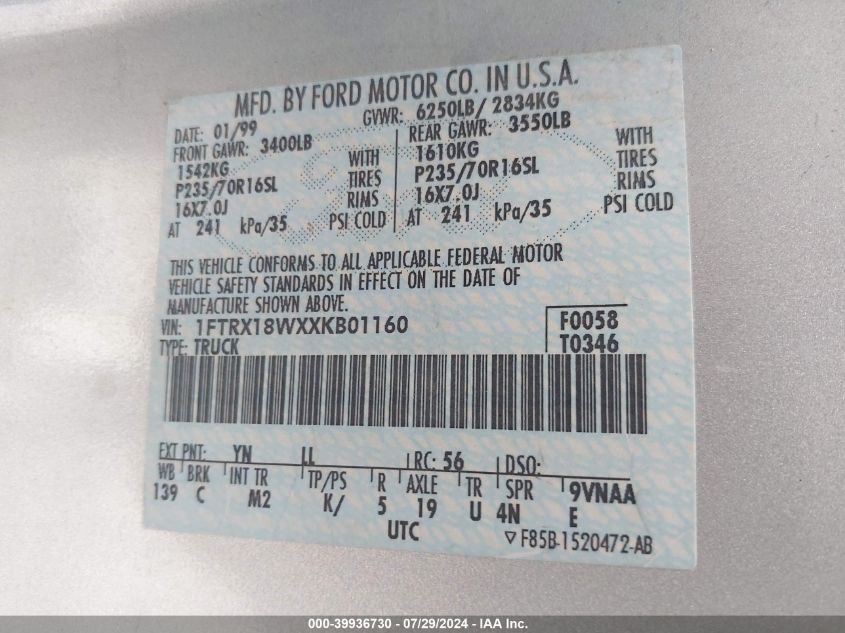 MFD. BY FORD MOTOR CO. IN U.S.A.
DATE: 01/99 GVWR: 6250LB/ 2834KG
FRONT GAWR: 3400LB REAR GAWR: 3550LB
1542KG WITH 1610KG WITH
P235/70R16SL TIRES P235/70R16SL TIRES
16X7.0J RIMS 16X7.0J RIMS
AT 241 kPa/35 PSI COLD AT 241 kPa/35 PSI COLD
THIS VEHICLE CONFORMS TO ALL APPLICABLE FEDERAL MOTOR
VEHICLE SAFETY STANDARDS IN EFFECT ON THE DATE OF
MANUFACTURE SHOWN ABOVE.
VIN: 1FTRX18WXXKB01160 F0058
TYPE: TRUCK T0346
EXT PNT: YN LL RC: 56 DSO:
WB BRK INT TR TP/PS R AXLE TR SPR 9VNAA
139 C M2 K/ 5 19 U 4N E
UTC ▽F85B-1520472-AB
000-39936730 - 07/29/2024 - IAA Inc.